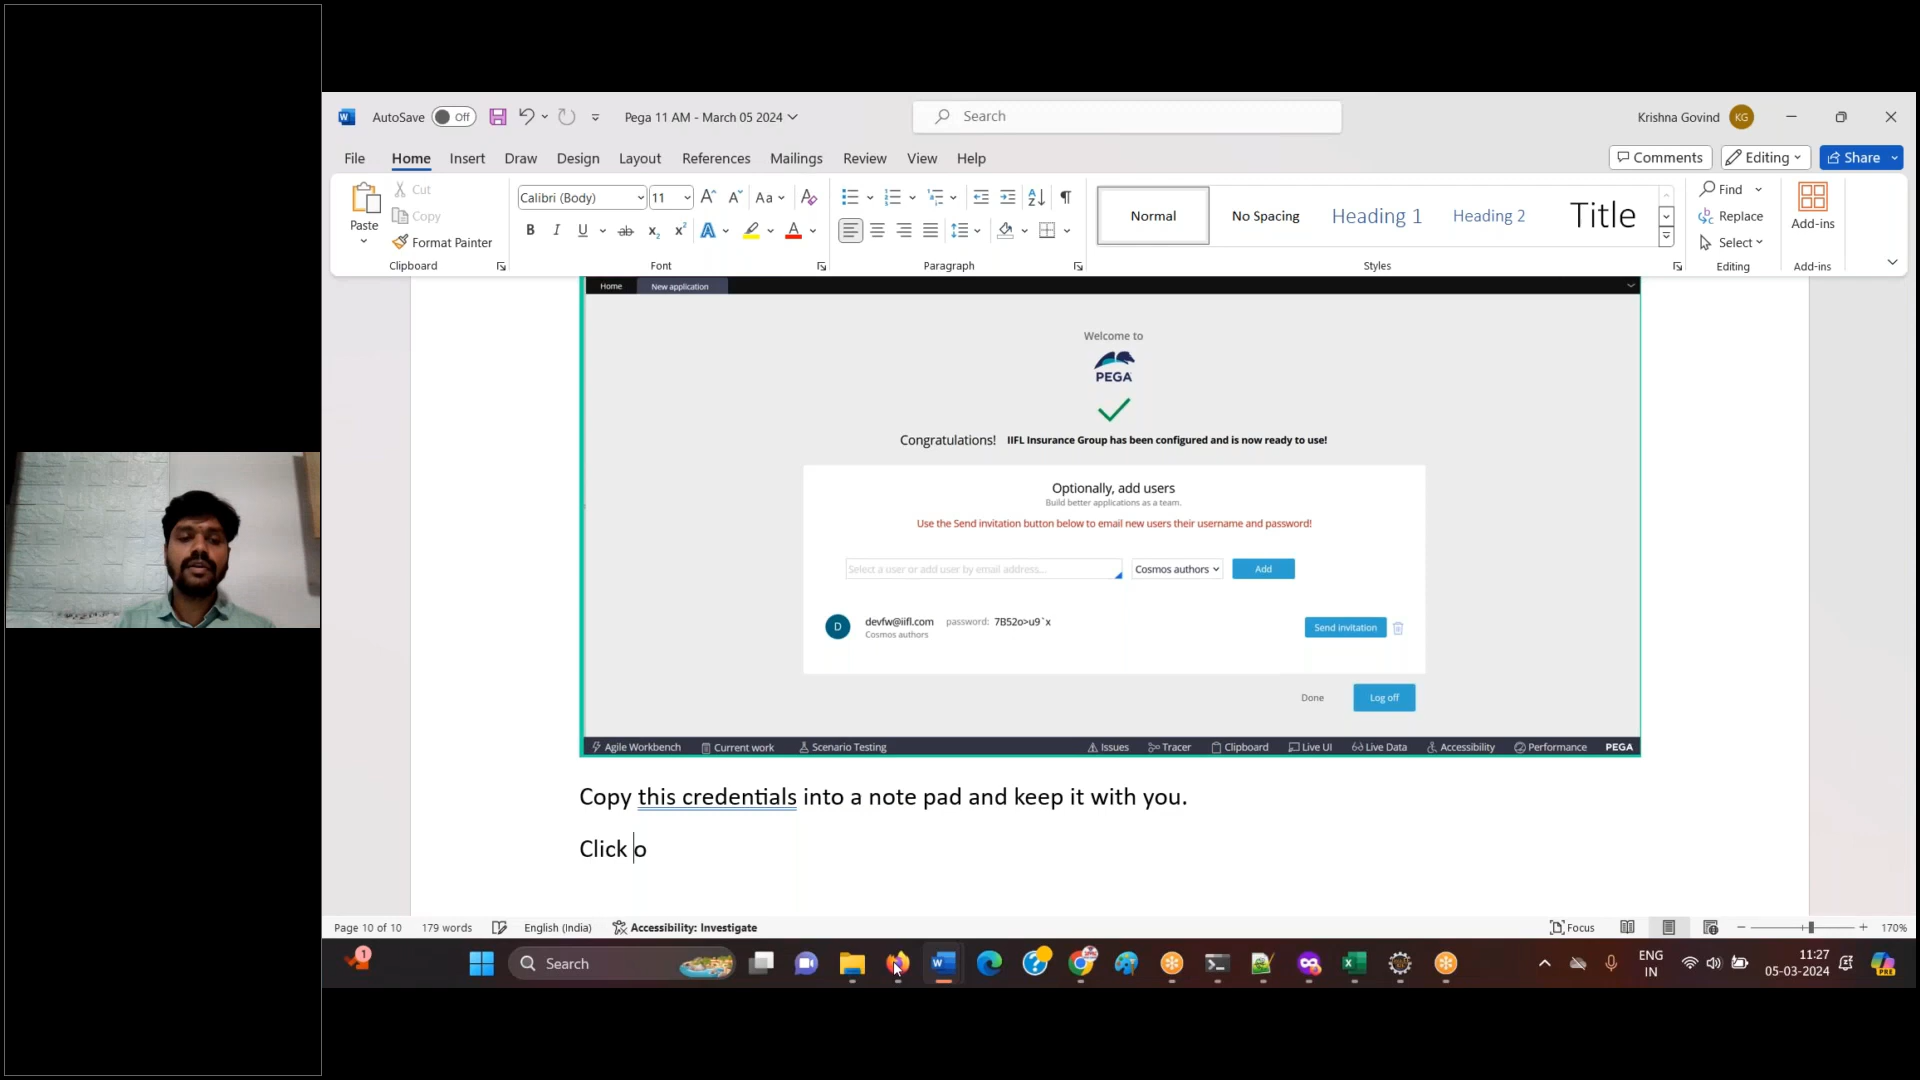 AutoSave Off Pega 11 AM - March 05 2024 Search Krishna Govind KG
File Home Insert Draw Design Layout References Mailings Review View Help Comments Editing Share
Paste Cut Copy Format Painter
Clipboard
Calibri (Body) 11 Aa
B I U ab x₂ x² A A
Font
Paragraph
Normal No Spacing Heading 1 Heading 2 Title
Styles
Find
Replace
Select
Editing
Add-ins
Add-ins
Home New application
Welcome to
PEGA
Congratulations! IIFL Insurance Group has been configured and is now ready to use!
Optionally, add users
Build better applications as a team.
Use the Send invitation button below to email new users their username and password!
Select a user or add user by email address... Cosmos authors Add
D devfw@iifl.com password: 7B52o>u9`x Send invitation
Cosmos authors
Done Log off
Agile Workbench Current work Scenario Testing Issues Tracer Clipboard Live UI Live Data Accessibility Performance PEGA
Copy this credentials into a note pad and keep it with you.
Click o
Page 10 of 10 179 words English (India) Accessibility: Investigate Focus 170%
1 Search ENG IN 11:27 05-03-2024 PRE